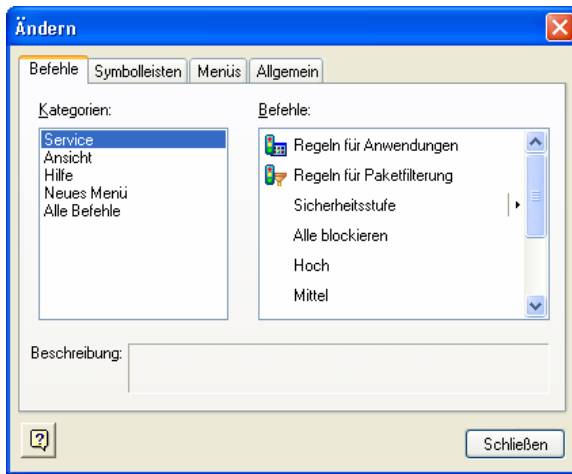 Ändern
Befehle Symbolleisten Menüs Allgemein
Kategorien:
Service
Ansicht
Hilfe
Neues Menü
Alle Befehle
Befehle:
Regeln für Anwendungen
Regeln für Paketfilterung
Sicherheitsstufe
Alle blockieren
Hoch
Mittel
Beschreibung:
Schließen